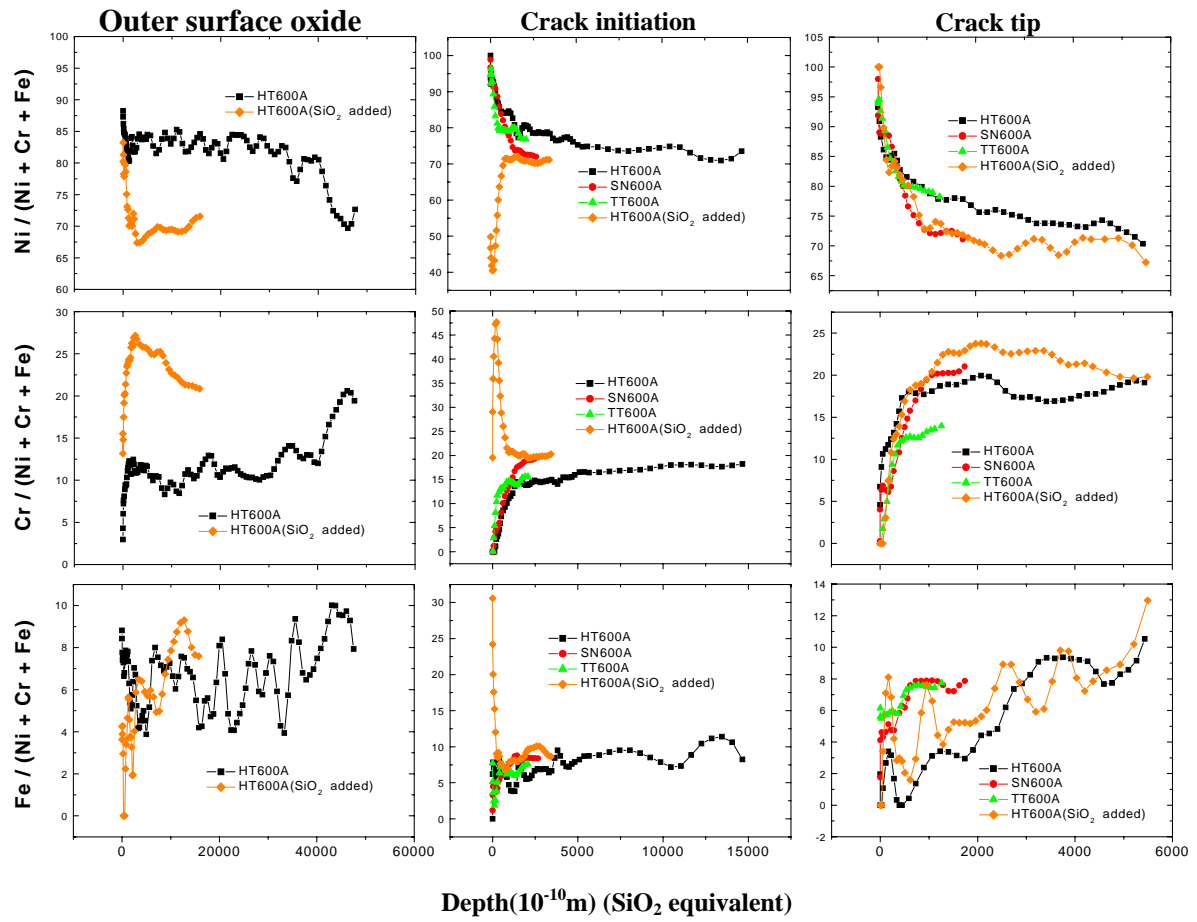 Outer surface oxide
Crack initiation
Crack tip
Ni / (Ni + Cr + Fe)
100
95
90
85
80
75
70
65
60
HT600A
HT600A(SiO₂ added)
110
100
90
80
70
60
50
40
30
HT600A
SN600A
TT600A
HT600A(SiO₂ added)
105
100
95
90
85
80
75
70
65
HT600A
SN600A
TT600A
HT600A(SiO₂ added)
Cr / (Ni + Cr + Fe)
30
25
20
15
10
5
0
HT600A
HT600A(SiO₂ added)
50
45
40
35
30
25
20
15
10
5
0
HT600A
SN600A
TT600A
HT600A(SiO₂ added)
25
20
15
10
5
0
HT600A
SN600A
TT600A
HT600A(SiO₂ added)
Fe / (Ni + Cr + Fe)
10
8
6
4
2
0
HT600A
HT600A(SiO₂ added)
0
20000
40000
60000
35
30
25
20
15
10
5
0
HT600A
SN600A
TT600A
HT600A(SiO₂ added)
0
5000
10000
15000
14
12
10
8
6
4
2
0
-2
HT600A
SN600A
TT600A
HT600A(SiO₂ added)
0
2000
4000
6000
Depth(10⁻¹⁰m) (SiO₂ equivalent)